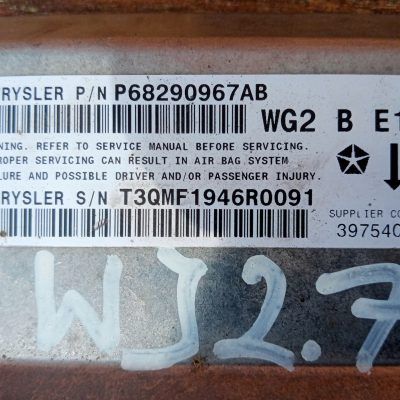 RYSLER P/N P68290967AB
WG2 B E1
NING. REFER TO SERVICE MANUAL BEFORE SERVICING.
ROPER SERVICING CAN RESULT IN AIR BAG SYSTEM
LURE AND POSSIBLE DRIVER AND/OR PASSENGER INJURY.
RYSLER S/N T3QMF1946R0091
SUPPLIER CO
397540
WJ2.7